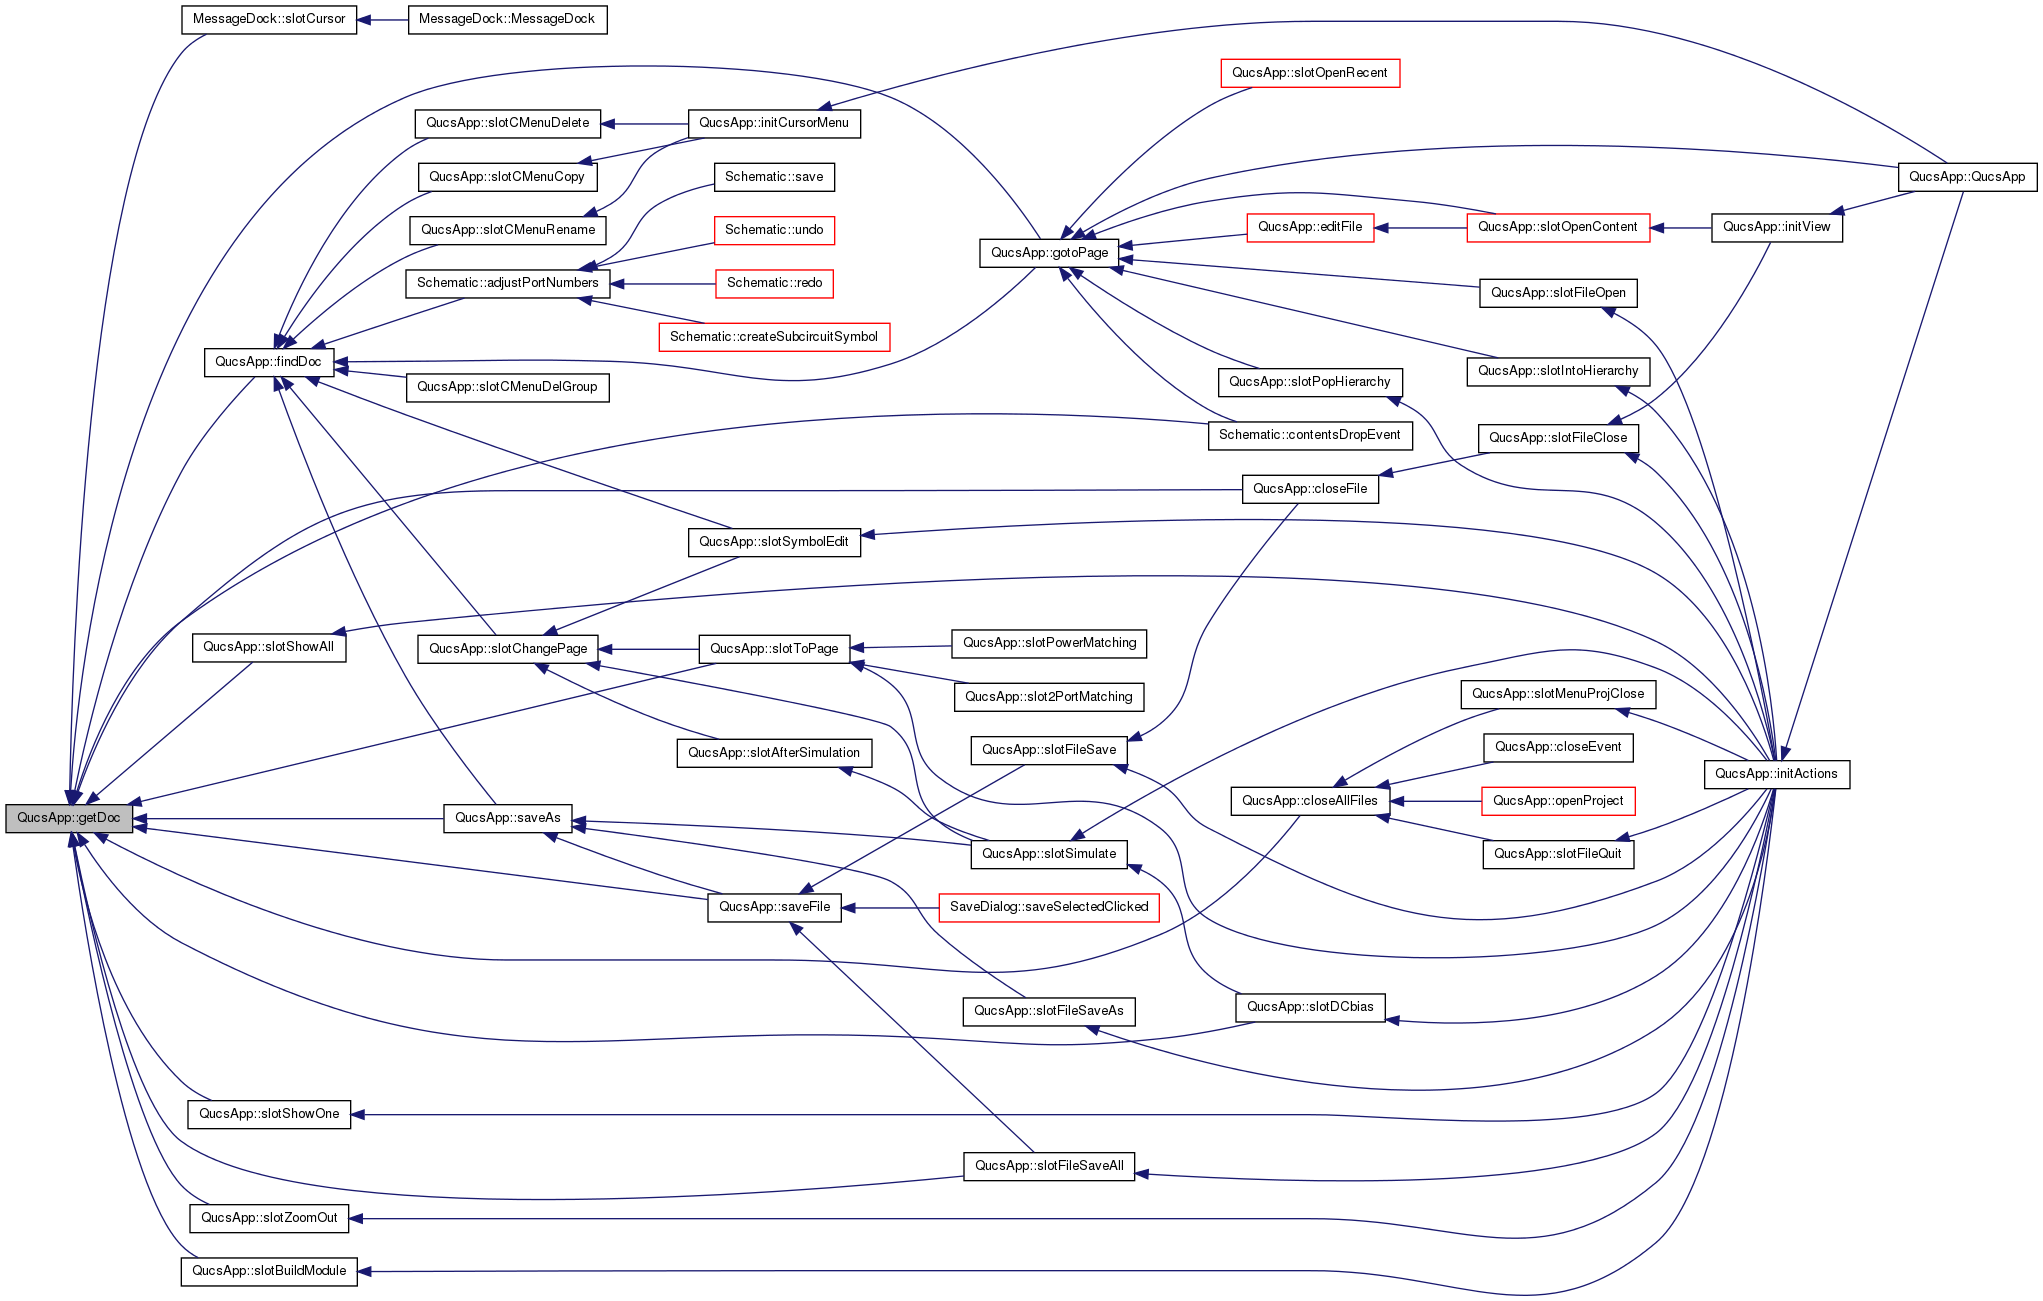 MessageDock::slotCursor
MessageDock::MessageDock
QucsApp::slotOpenRecent
QucsApp::slotCMenuDelete
QucsApp::initCursorMenu
QucsApp::slotCMenuCopy
Schematic::save
QucsApp::QucsApp
QucsApp::slotCMenuRename
Schematic::undo
QucsApp::editFile
QucsApp::slotOpenContent
QucsApp::initView
QucsApp::gotoPage
Schematic::adjustPortNumbers
Schematic::redo
QucsApp::slotFileOpen
Schematic::createSubcircuitSymbol
QucsApp::findDoc
QucsApp::slotIntoHierarchy
QucsApp::slotCMenuDelGroup
QucsApp::slotPopHierarchy
Schematic::contentsDropEvent
QucsApp::slotFileClose
QucsApp::closeFile
QucsApp::slotSymbolEdit
QucsApp::slotShowAll
QucsApp::slotChangePage
QucsApp::slotToPage
QucsApp::slotPowerMatching
QucsApp::slot2PortMatching
QucsApp::slotMenuProjClose
QucsApp::slotAfterSimulation
QucsApp::slotFileSave
QucsApp::closeEvent
QucsApp::initActions
QucsApp::closeAllFiles
QucsApp::openProject
QucsApp::getDoc
QucsApp::saveAs
QucsApp::slotSimulate
QucsApp::slotFileQuit
QucsApp::saveFile
SaveDialog::saveSelectedClicked
QucsApp::slotFileSaveAs
QucsApp::slotDCbias
QucsApp::slotShowOne
QucsApp::slotFileSaveAll
QucsApp::slotZoomOut
QucsApp::slotBuildModule